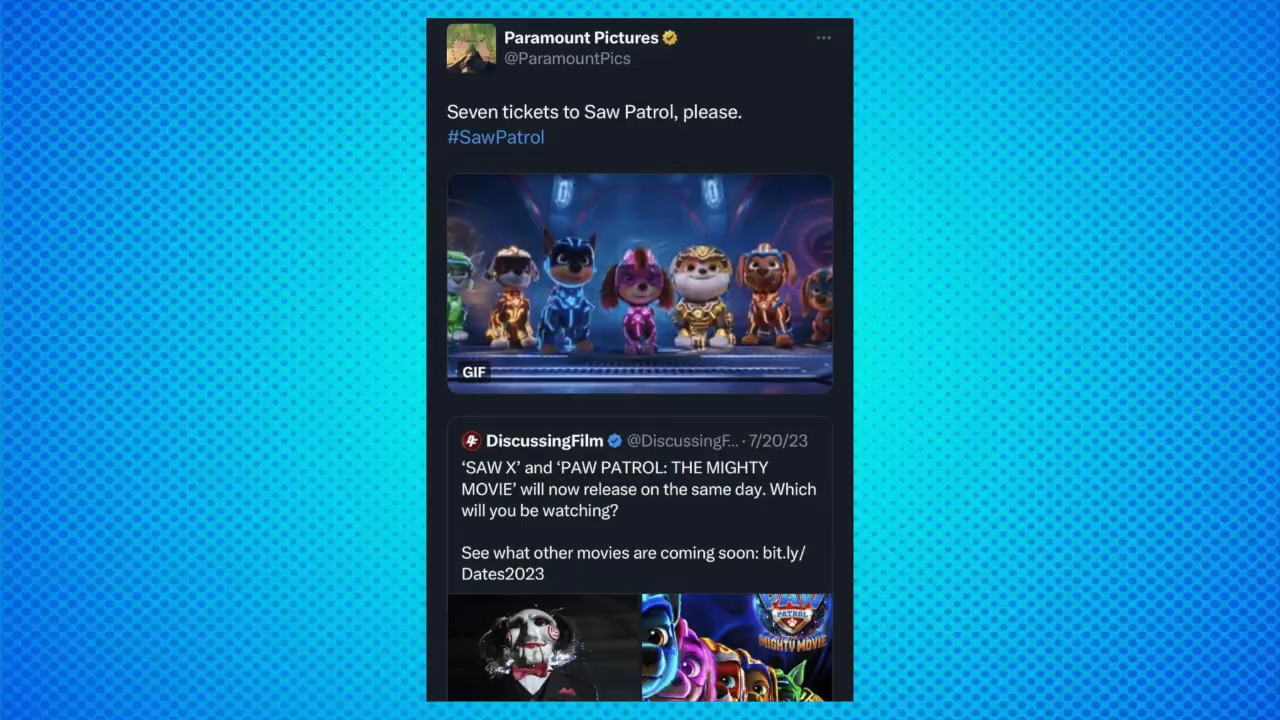 Paramount Pictures
@ParamountPics
Seven tickets to Saw Patrol, please.
#SawPatrol
GIF
DiscussingFilm @DiscussingF... · 7/20/23
‘SAW X’ and ‘PAW PATROL: THE MIGHTY
MOVIE’ will now release on the same day. Which
will you be watching?
See what other movies are coming soon: bit.ly/
Dates2023
PAW
PATROL
MIGHTY MOVIE